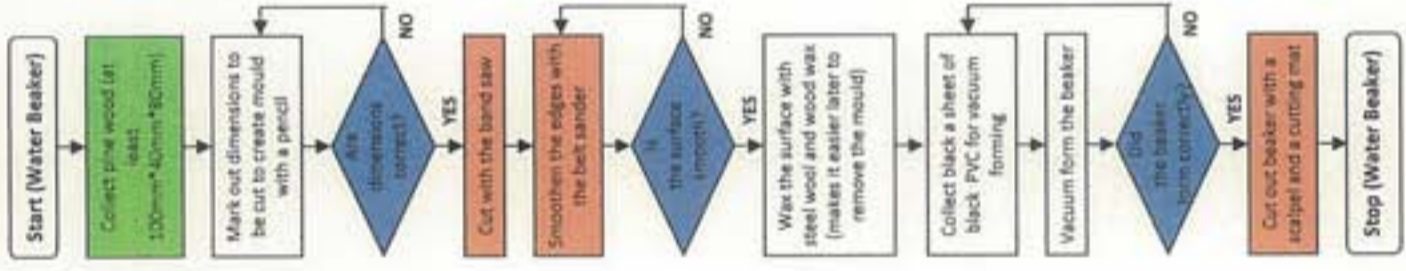 Start (Water Beaker)
Collect pine wood (at
least
100mm*40mm*80mm)
Mark out dimensions to
be cut to create mould
with a pencil
Are
dimensions
correct?
NO
YES
Cut with the band saw
Smoothen the edges with
the belt sander
Is
the surface
smooth?
NO
YES
Wax the surface with
steel wool and wood wax
(makes it easier later to
remove the mould)
Collect black a sheet of
black PVC for vacuum
forming
Vacuum form the beaker
Did
the beaker
form correctly?
NO
YES
Cut out beaker with a
scalpel and a cutting mat
Stop (Water Beaker)